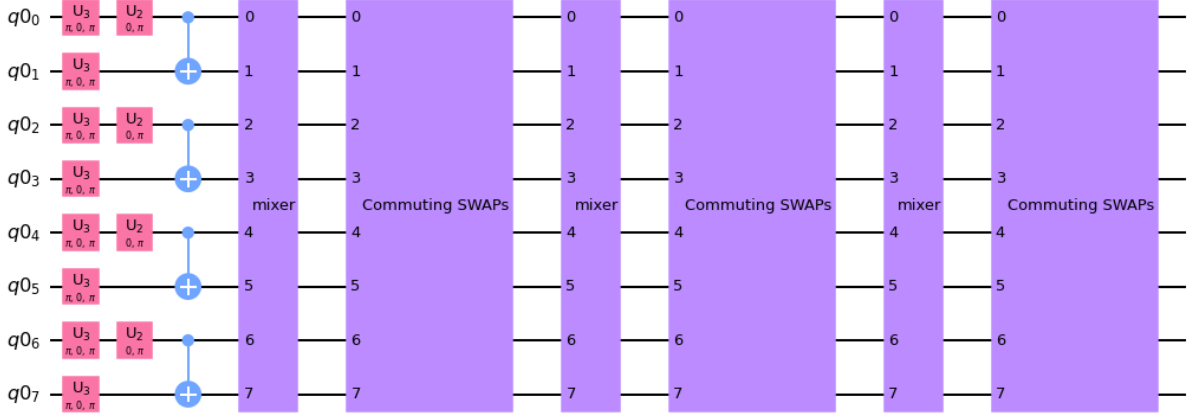 q0₀ U₃ U₂ 0 0 0 0 0 0
π, 0, π 0, π
q0₁ U₃ 1 1 1 1 1 1
π, 0, π
q0₂ U₃ U₂ 2 2 2 2 2 2
π, 0, π 0, π
q0₃ U₃ 3 3 3 3 3 3
π, 0, π
mixer Commuting SWAPs mixer Commuting SWAPs mixer Commuting SWAPs
q0₄ U₃ U₂ 4 4 4 4 4 4
π, 0, π 0, π
q0₅ U₃ 5 5 5 5 5 5
π, 0, π
q0₆ U₃ U₂ 6 6 6 6 6 6
π, 0, π 0, π
q0₇ U₃ 7 7 7 7 7 7
π, 0, π